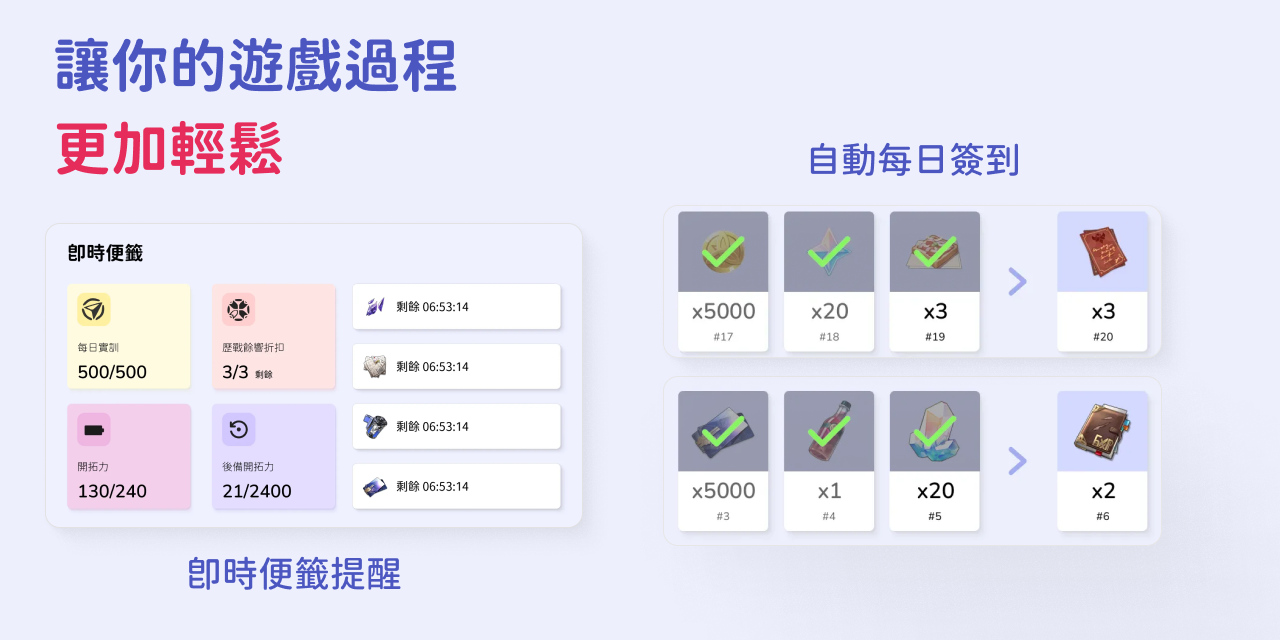 讓你的遊戲過程
更加輕鬆
即時便籤
每日實訓
500/500
歷戰餘響折扣
3/3 剩餘
開拓力
130/240
後備開拓力
21/2400
剩餘 06:53:14
剩餘 06:53:14
剩餘 06:53:14
剩餘 06:53:14
即時便籤提醒
自動每日簽到
x5000
#17
x20
#18
x3
#19
x3
#20
x5000
#3
x1
#4
x20
#5
x2
#6